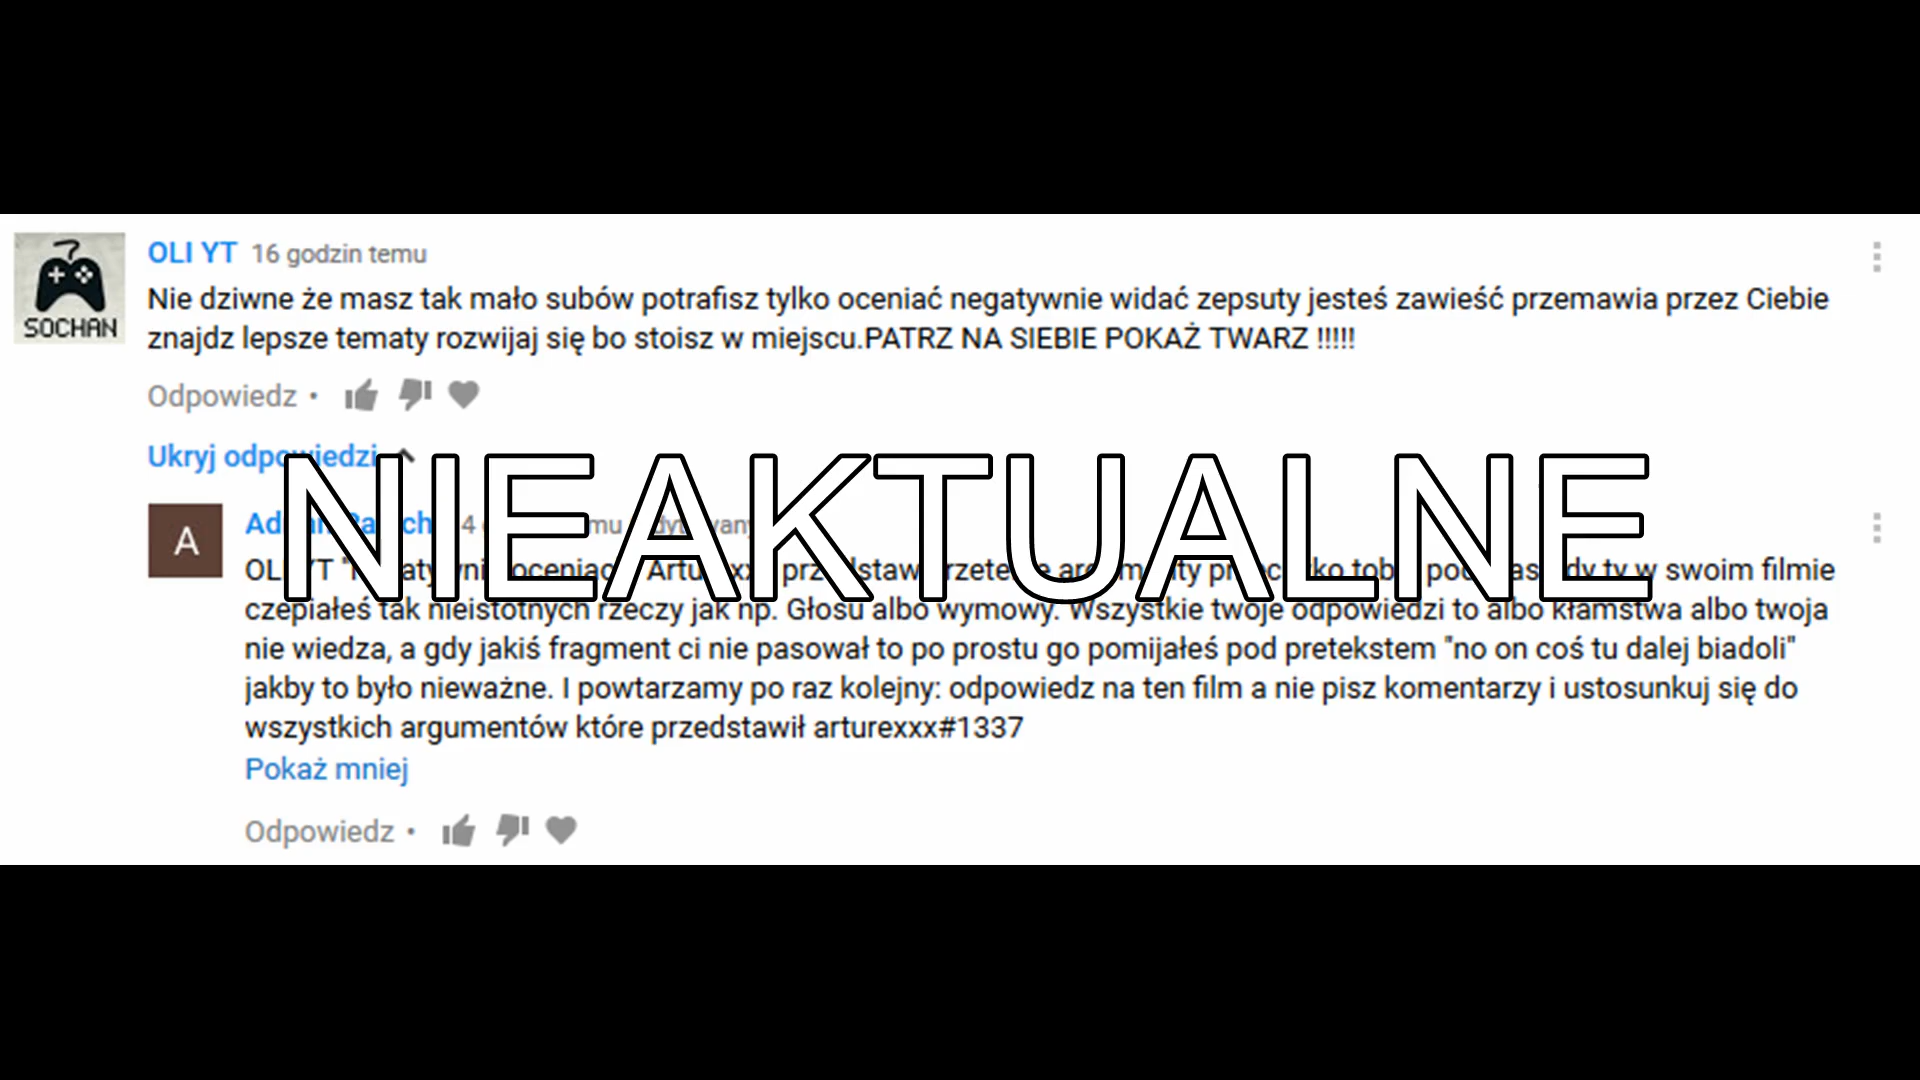 OLI YT 16 godzin temu
Nie dziwne że masz tak mało subów potrafisz tylko oceniać negatywnie widać zepsuty jesteś zawieść przemawia przez Ciebie
znajdz lepsze tematy rozwijaj się bo stoisz w miejscu.PATRZ NA SIEBIE POKAŻ TWARZ !!!!!
SOCHAN
Odpowiedz •
Ukryj odpowiedzi
NIEAKTUALNE
A
w swoim filmie
czepiałeś tak nieistotnych rzeczy jak np. Głosu albo wymowy. Wszystkie twoje odpowiedzi to albo kłamstwa albo twoja
nie wiedza, a gdy jakiś fragment ci nie pasował to po prostu go pomijałeś pod pretekstem "no on coś tu dalej biadoli"
jakby to było nieważne. I powtarzamy po raz kolejny: odpowiedz na ten film a nie pisz komentarzy i ustosunkuj się do
wszystkich argumentów które przedstawił arturexxx#1337
Pokaż mniej
Odpowiedz •